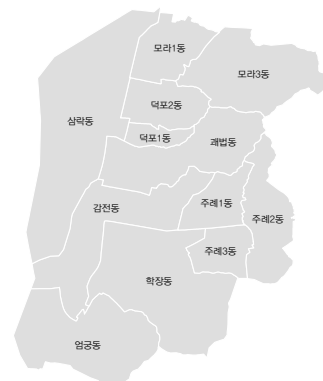 모라1동
모라3동
덕포2동
삼락동
덕포1동
괘법동
감전동
주례1동
주례2동
주례3동
학장동
엄궁동